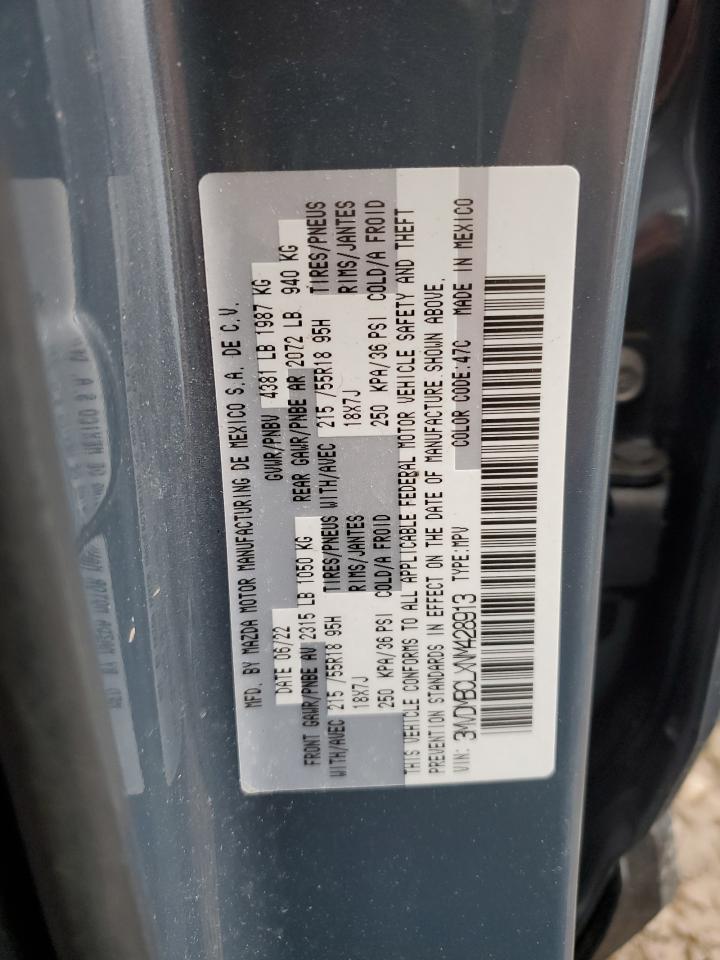 MFD. BY MAZDA MOTOR MANUFACTURING DE MEXICO S.A. DE C.V.
DATE 06/22 GVWR/PNBV 4381 LB 1987 KG
FRONT GAWR/PNBE AV 2315 LB 1050 KG REAR GAWR/PNBE AR 2072 LB 940 KG
WITH/AVEC 215 /55R18 95H TIRES/PNEUS WITH/AVEC 215 /55R18 95H TIRES/PNEUS
18X7J RIMS/JANTES 18X7J RIMS/JANTES
250 KPA/36 PSI COLD/A FROID 250 KPA/36 PSI COLD/A FROID
THIS VEHICLE CONFORMS TO ALL APPLICABLE FEDERAL MOTOR VEHICLE SAFETY AND THEFT
PREVENTION STANDARDS IN EFFECT ON THE DATE OF MANUFACTURE SHOWN ABOVE.
VIN: 3MVDMBCLXNM428913 TYPE:MPV COLOR CODE:47C MADE IN MEXICO